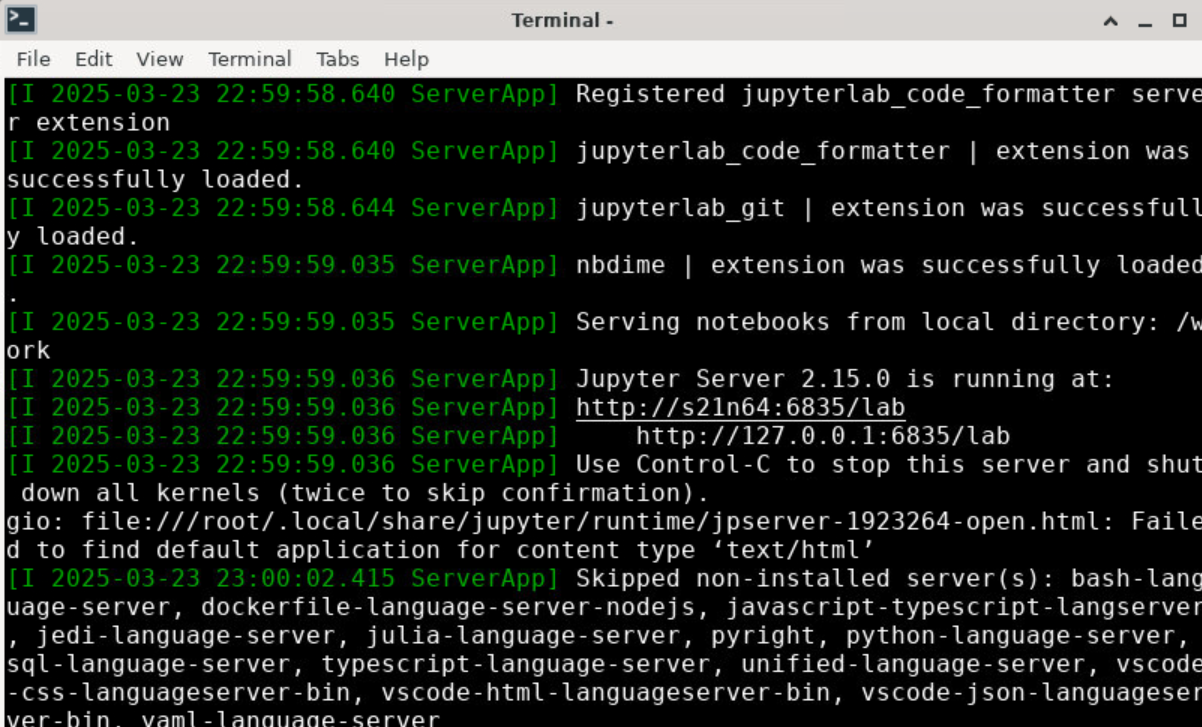 Terminal -
File Edit View Terminal Tabs Help
[I 2025-03-23 22:59:58.640 ServerApp] Registered jupyterlab_code_formatter serve
r extension
[I 2025-03-23 22:59:58.640 ServerApp] jupyterlab_code_formatter | extension was
successfully loaded.
[I 2025-03-23 22:59:58.644 ServerApp] jupyterlab_git | extension was successfull
y loaded.
[I 2025-03-23 22:59:59.035 ServerApp] nbdime | extension was successfully loaded
.
[I 2025-03-23 22:59:59.035 ServerApp] Serving notebooks from local directory: /w
ork
[I 2025-03-23 22:59:59.036 ServerApp] Jupyter Server 2.15.0 is running at:
[I 2025-03-23 22:59:59.036 ServerApp] http://s21n64:6835/lab
[I 2025-03-23 22:59:59.036 ServerApp]     http://127.0.0.1:6835/lab
[I 2025-03-23 22:59:59.036 ServerApp] Use Control-C to stop this server and shut
 down all kernels (twice to skip confirmation).
gio: file:///root/.local/share/jupyter/runtime/jpserver-1923264-open.html: Faile
d to find default application for content type ‘text/html’
[I 2025-03-23 23:00:02.415 ServerApp] Skipped non-installed server(s): bash-lang
uage-server, dockerfile-language-server-nodejs, javascript-typescript-langserver
, jedi-language-server, julia-language-server, pyright, python-language-server,
sql-language-server, typescript-language-server, unified-language-server, vscode
-css-languageserver-bin, vscode-html-languageserver-bin, vscode-json-languageser
ver-bin, yaml-language-server